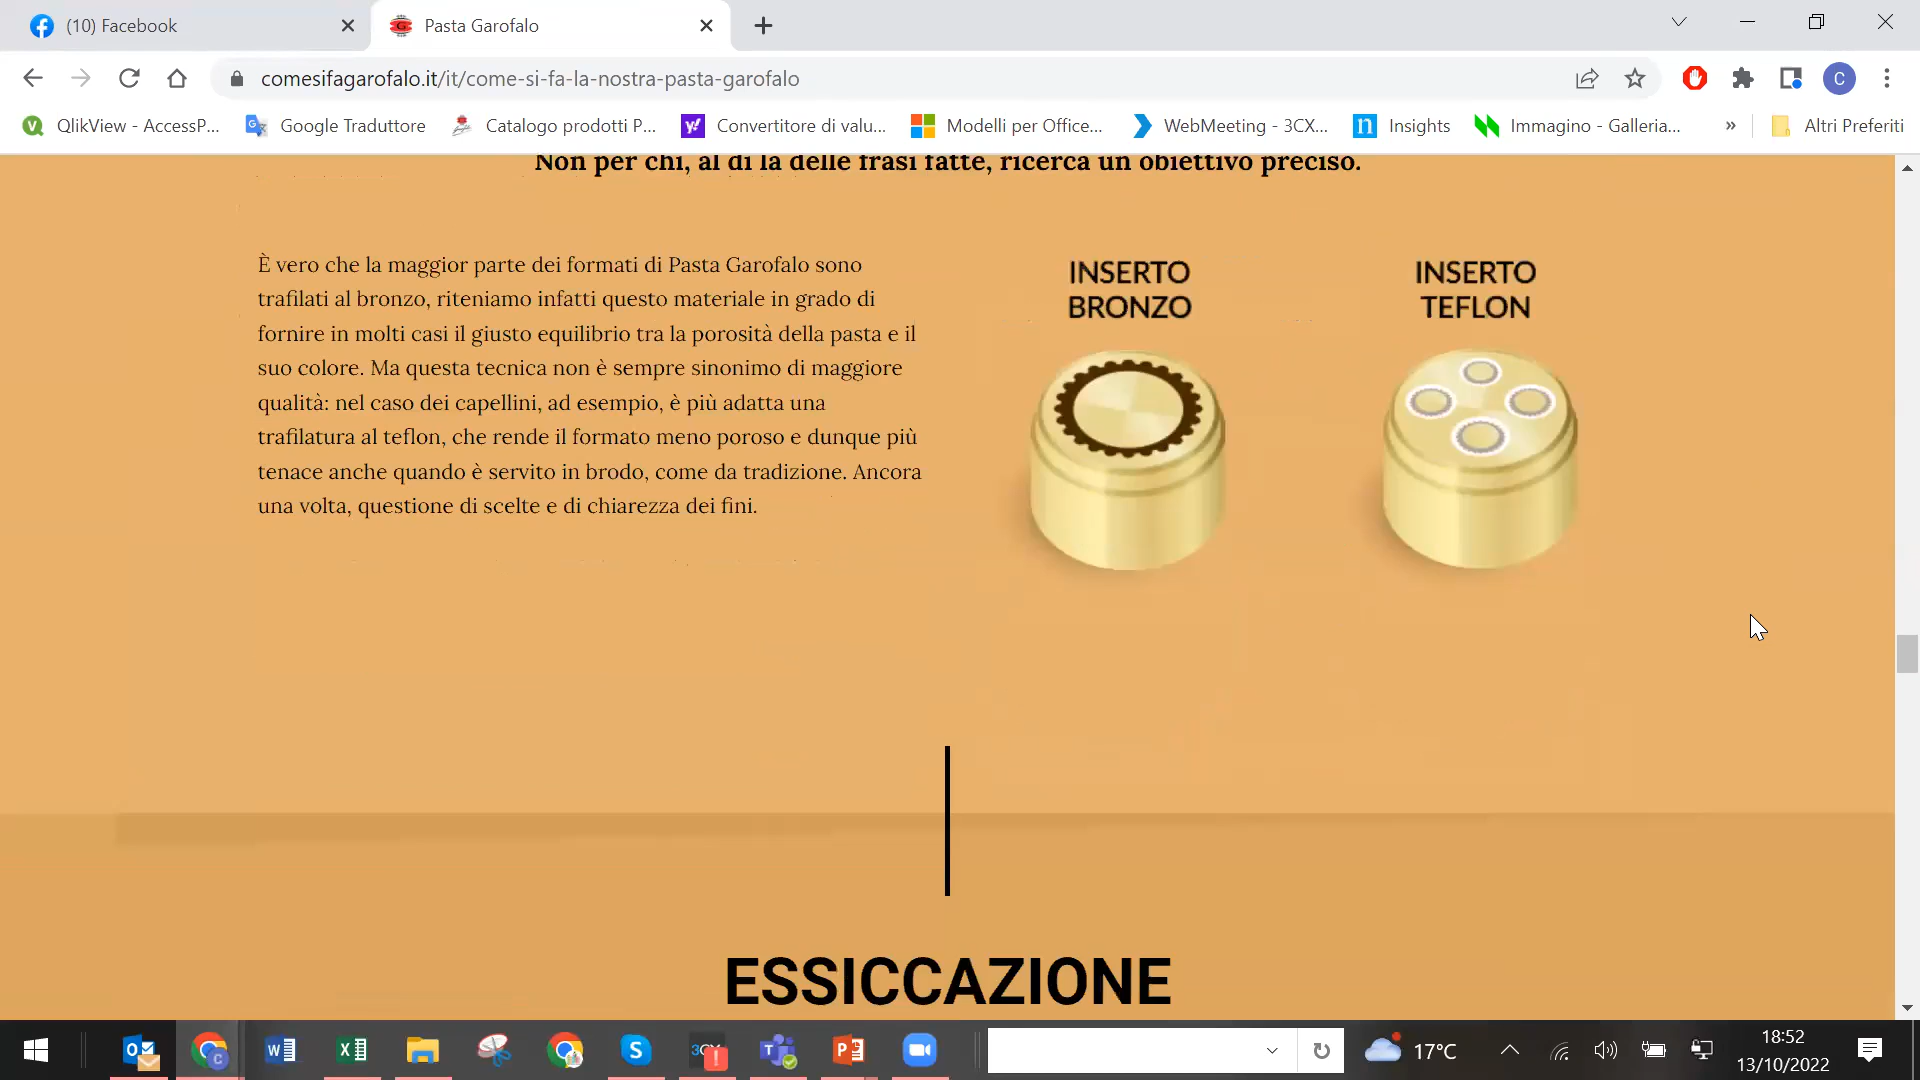 (10) Facebook
Pasta Garofalo
comesifagarofalo.it/it/come-si-fa-la-nostra-pasta-garofalo
C
QlikView - AccessP...
Google Traduttore
Catalogo prodotti P...
Convertitore di valu...
Modelli per Office...
WebMeeting - 3CX...
Insights
Immagino - Galleria...
»
Altri Preferiti
Non per chi, al di là delle frasi fatte, ricerca un obiettivo preciso.
È vero che la maggior parte dei formati di Pasta Garofalo sono
trafilati al bronzo, riteniamo infatti questo materiale in grado di
fornire in molti casi il giusto equilibrio tra la porosità della pasta e il
suo colore. Ma questa tecnica non è sempre sinonimo di maggiore
qualità: nel caso dei capellini, ad esempio, è più adatta una
trafilatura al teflon, che rende il formato meno poroso e dunque più
tenace anche quando è servito in brodo, come da tradizione. Ancora
una volta, questione di scelte e di chiarezza dei fini.
INSERTO
BRONZO
INSERTO
TEFLON
ESSICCAZIONE
17°C
18:52
13/10/2022